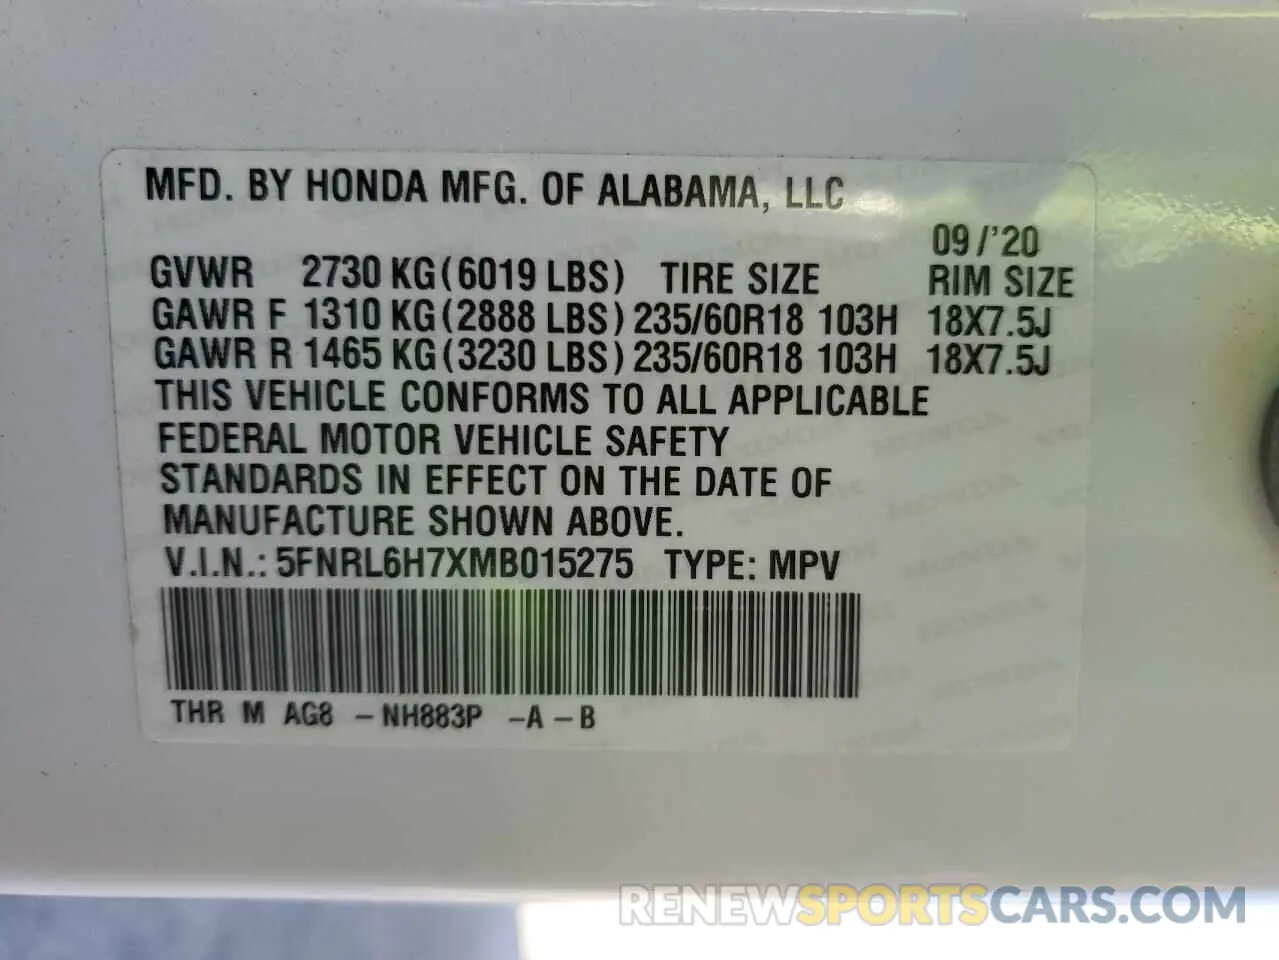 MFD. BY HONDA MFG. OF ALABAMA, LLC
09/'20
GVWR 2730 KG(6019 LBS) TIRE SIZE RIM SIZE
GAWR F 1310 KG(2888 LBS) 235/60R18 103H 18X7.5J
GAWR R 1465 KG(3230 LBS) 235/60R18 103H 18X7.5J
THIS VEHICLE CONFORMS TO ALL APPLICABLE
FEDERAL MOTOR VEHICLE SAFETY
STANDARDS IN EFFECT ON THE DATE OF
MANUFACTURE SHOWN ABOVE.
V.I.N.: 5FNRL6H7XMB015275 TYPE: MPV
THR M AG8 -NH883P -A-B
RENEWSPORTSCARS.COM